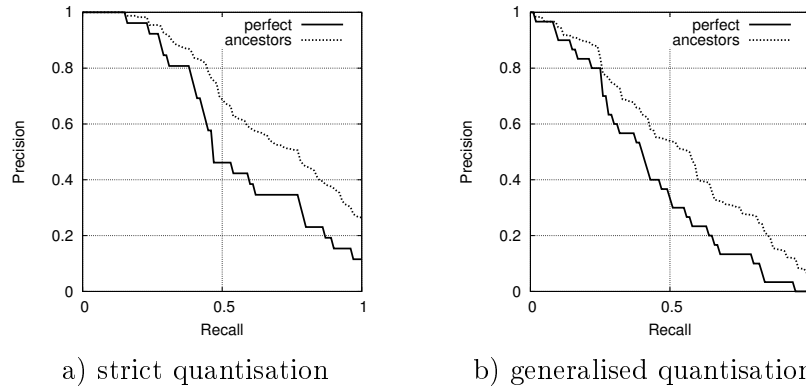 1
0.8
0.6
0.4
0.2
0
Precision
perfect
ancestors
0 0.5 1
Recall
a) strict quantisation
1
0.8
0.6
0.4
0.2
0
Precision
perfect
ancestors
0 0.5
Recall
b) generalised quantisation